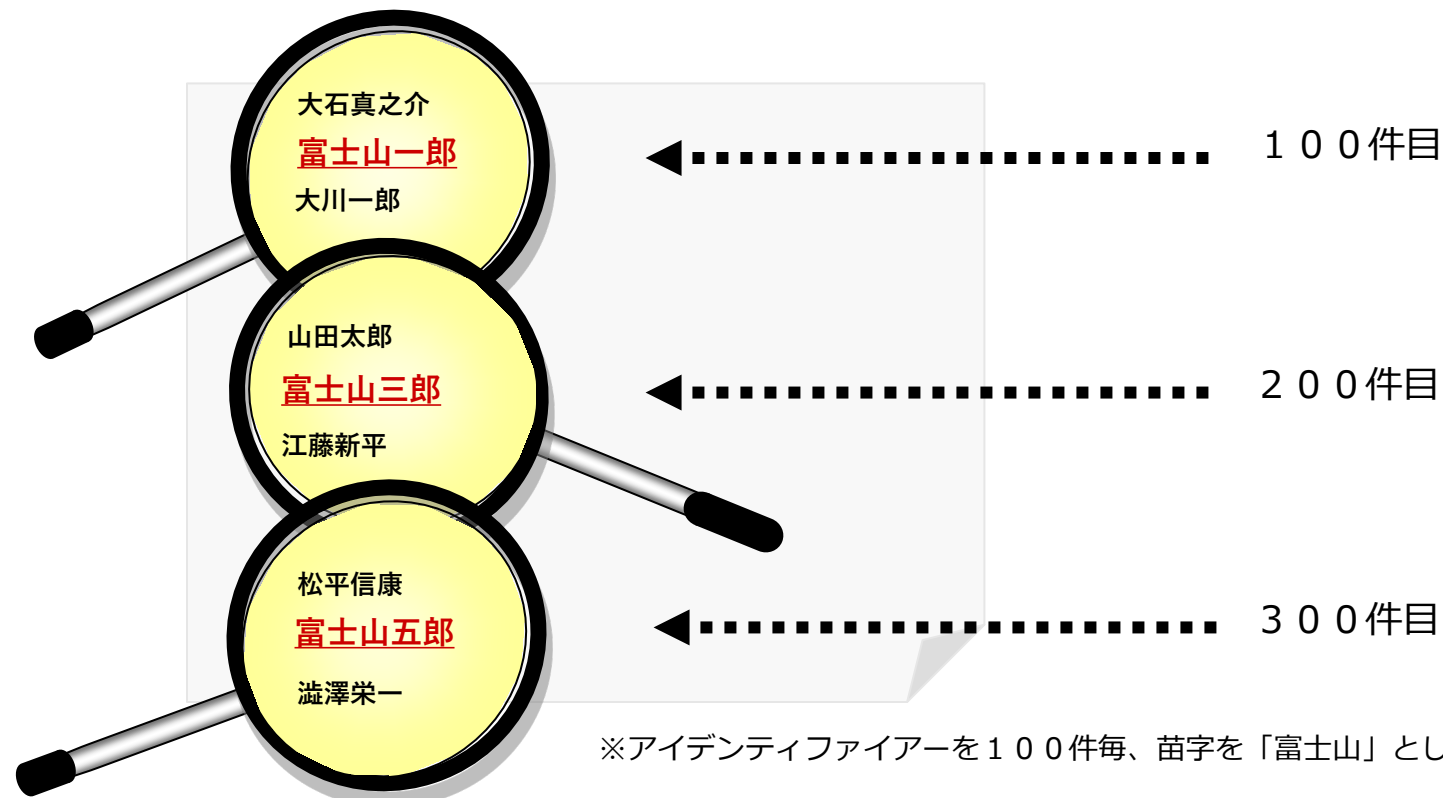 大石真之介
富士山一郎
大川一郎
１００件目
山田太郎
富士山三郎
江藤新平
２００件目
松平信康
富士山五郎
澁澤栄一
３００件目
※アイデンティファイアーを１００件毎、苗字を「富士山」とし